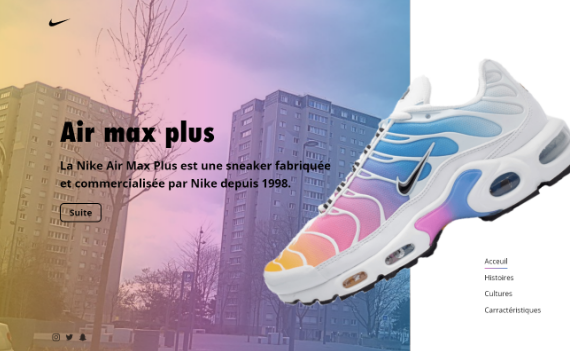 Air max plus
La Nike Air Max Plus est une sneaker fabriquée
et commercialisée par Nike depuis 1998.
Suite
Acceuil
Histoires
Cultures
Carractéristiques